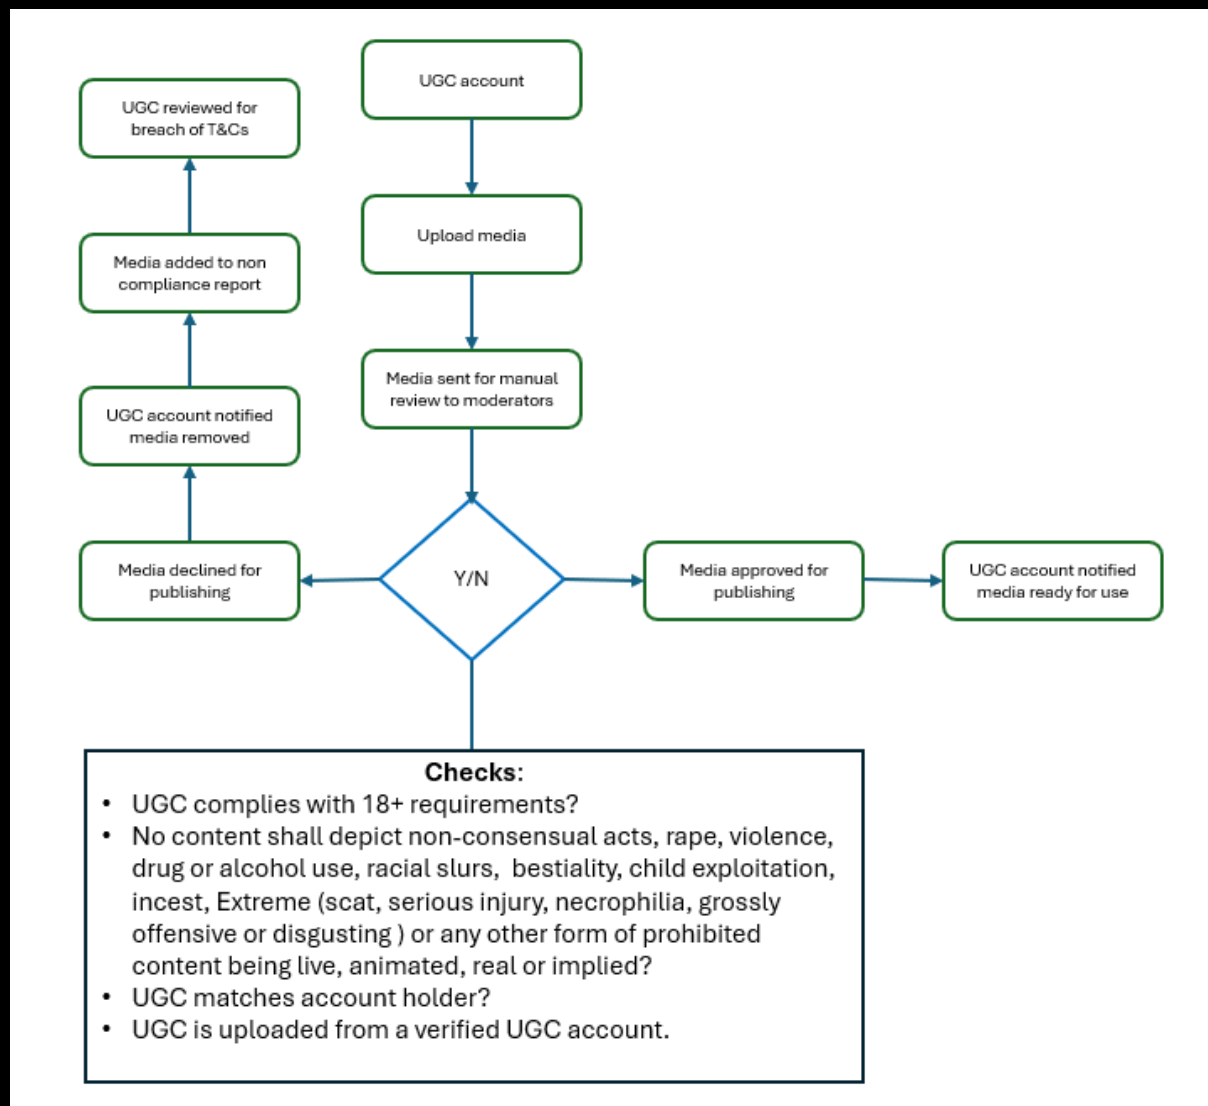 UGC account
UGC reviewed for
breach of T&Cs
Upload media
Media added to non
compliance report
Media sent for manual
review to moderators
UGC account notified
media removed
Media declined for
publishing
Y/N
Media approved for
publishing
UGC account notified
media ready for use
Checks:
• UGC complies with 18+ requirements?
• No content shall depict non-consensual acts, rape, violence,
drug or alcohol use, racial slurs,  bestiality, child exploitation,
incest, Extreme (scat, serious injury, necrophilia, grossly
offensive or disgusting ) or any other form of prohibited
content being live, animated, real or implied?
• UGC matches account holder?
• UGC is uploaded from a verified UGC account.